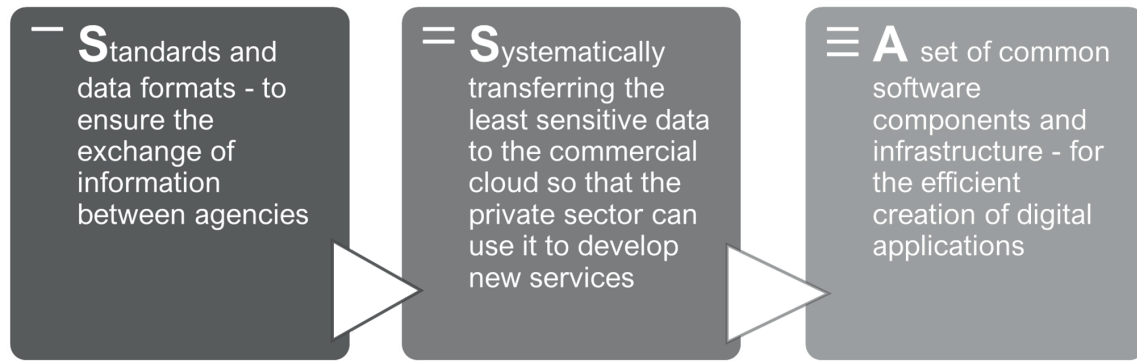 Standards and
data formats - to
ensure the
exchange of
information
between agencies
Systematically
transferring the
least sensitive data
to the commercial
cloud so that the
private sector can
use it to develop
new services
A set of common
software
components and
infrastructure - for
the efficient
creation of digital
applications